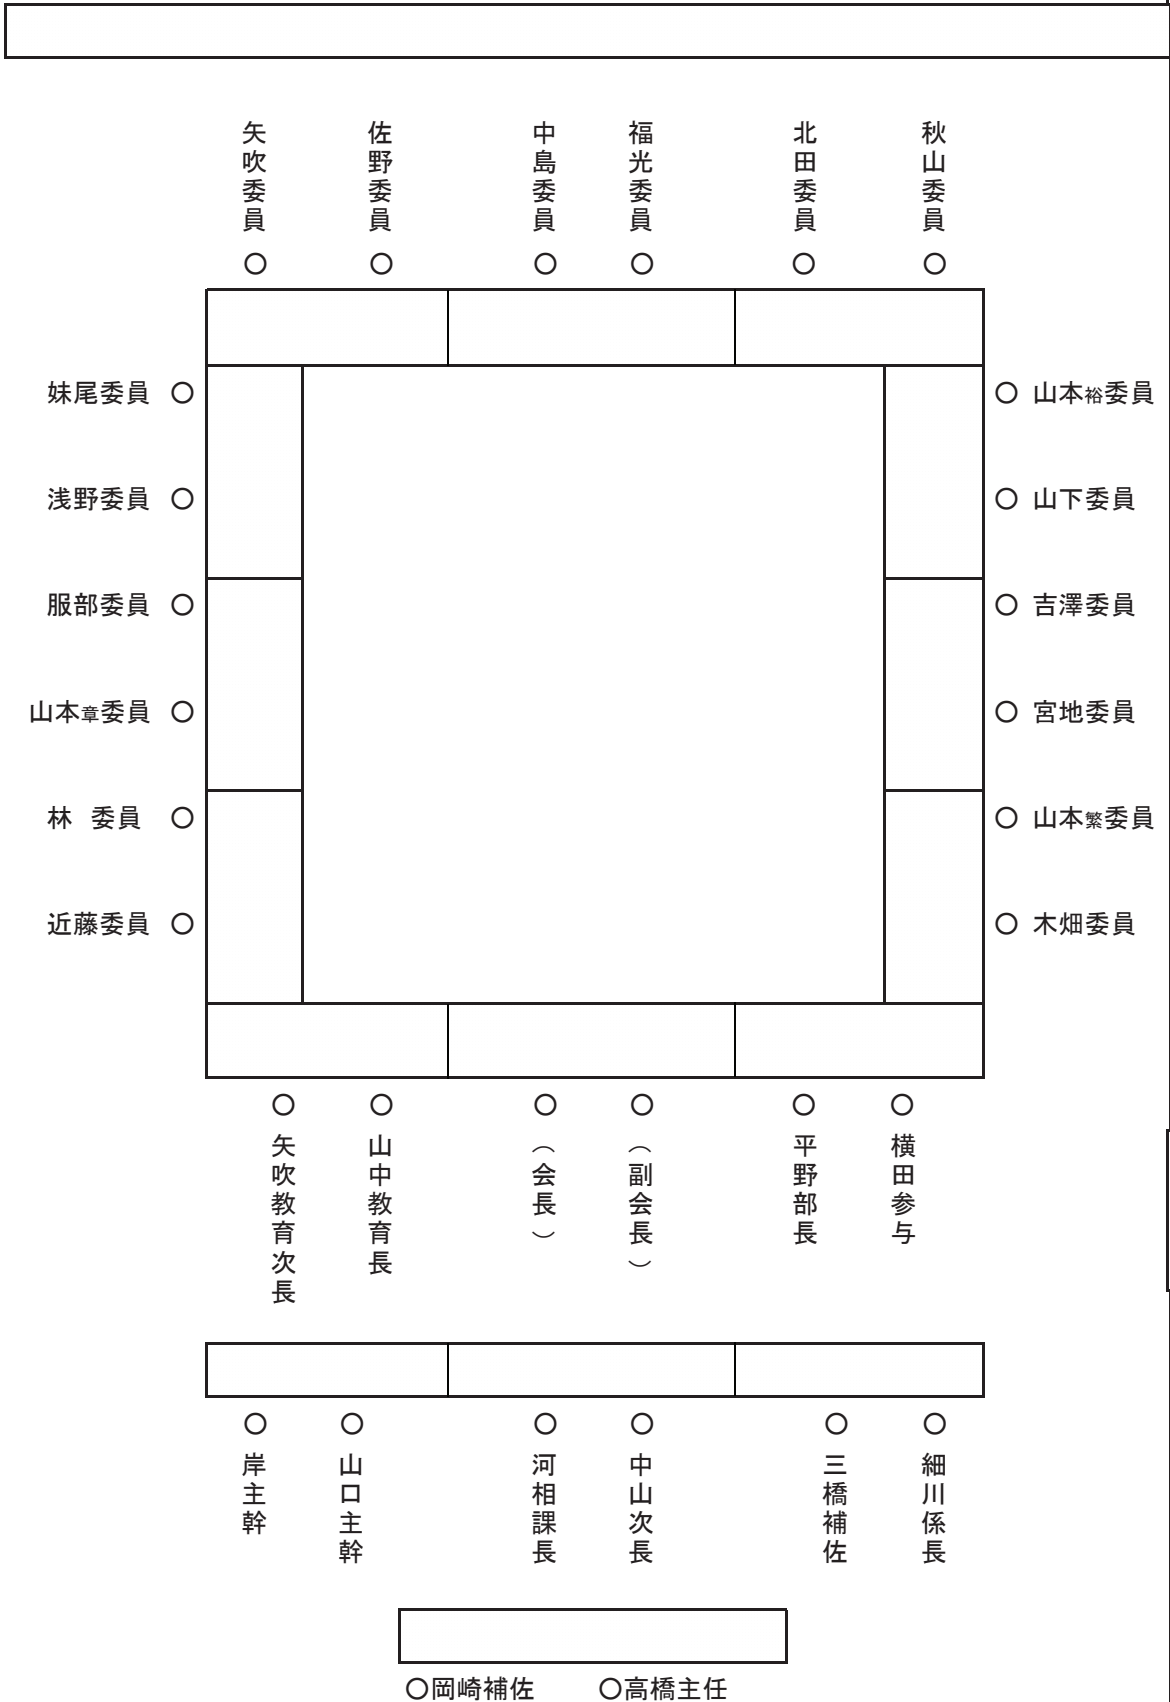 矢吹委員
佐野委員
中島委員
福光委員
北田委員
秋山委員
妹尾委員 ○
○ 山本裕委員
浅野委員 ○
○ 山下委員
服部委員 ○
○ 吉澤委員
山本章委員 ○
○ 宮地委員
林 委員 ○
○ 山本繁委員
近藤委員 ○
○ 木畑委員
矢吹教育次長
山中教育長
（会長）
（副会長）
平野部長
横田参与
岸主幹
山口主幹
河相課長
中山次長
三橋補佐
細川係長
○岡崎補佐
○高橋主任